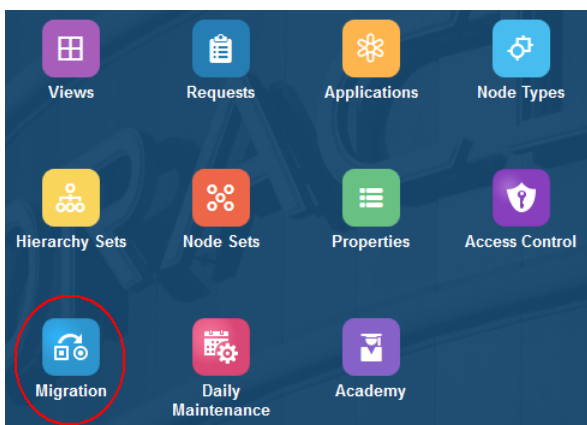 Views
Requests
Applications
Node Types
Hierarchy Sets
Node Sets
Properties
Access Control
Migration
Daily
Maintenance
Academy